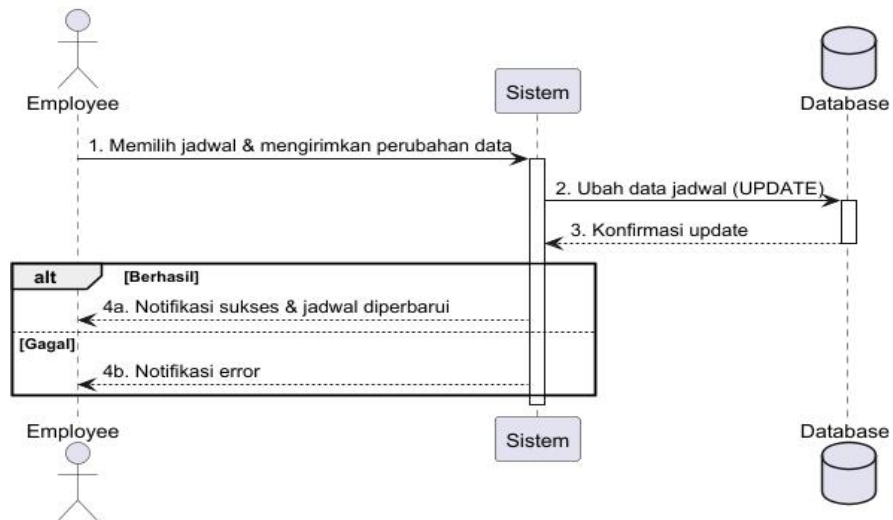 Employee
Sistem
Database
1. Memilih jadwal & mengirimkan perubahan data
2. Ubah data jadwal (UPDATE)
3. Konfirmasi update
alt [Berhasil]
4a. Notifikasi sukses & jadwal diperbarui
[Gagal]
4b. Notifikasi error
Employee
Sistem
Database